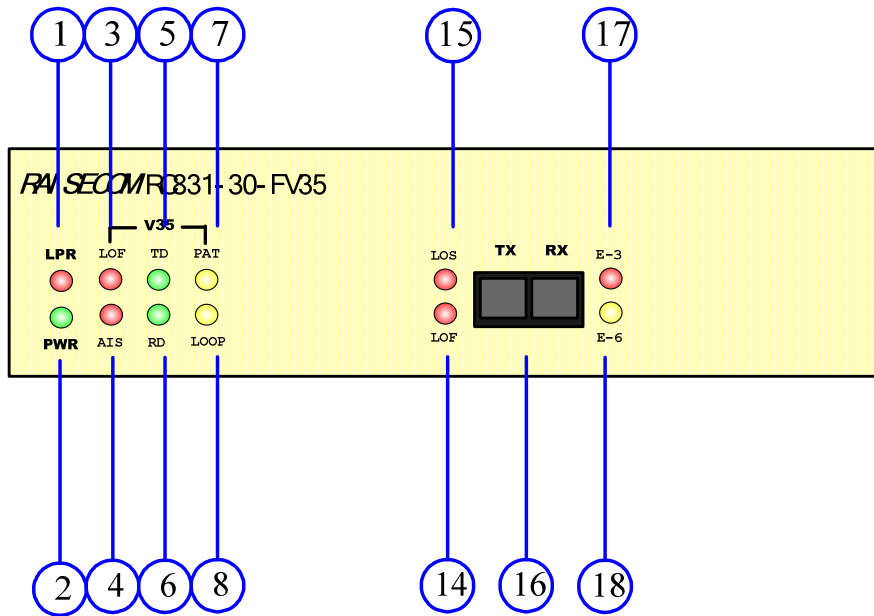 1 3 5 7 15 17
RAISECOM RC831-30-FV35
V35
LPR LOF TD PAT LOS TX RX E-3
PWR AIS RD LOOP LOF E-6
2 4 6 8 14 16 18